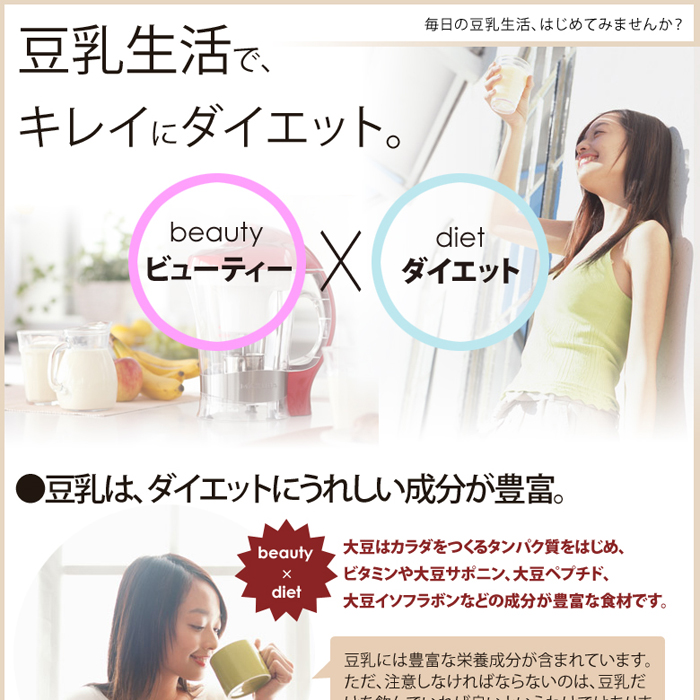 毎日の豆乳生活、はじめてみませんか?
豆乳生活で、
キレイにダイエット。
beauty
ビューティー
×
diet
ダイエット
●豆乳は、ダイエットにうれしい成分が豊富。
beauty
×
diet
大豆はカラダをつくるタンパク質をはじめ、
ビタミンや大豆サポニン、大豆ペプチド、
大豆イソフラボンなどの成分が豊富な食材です。
豆乳には豊富な栄養成分が含まれています。
ただ、注意しなければならないのは、豆乳だ